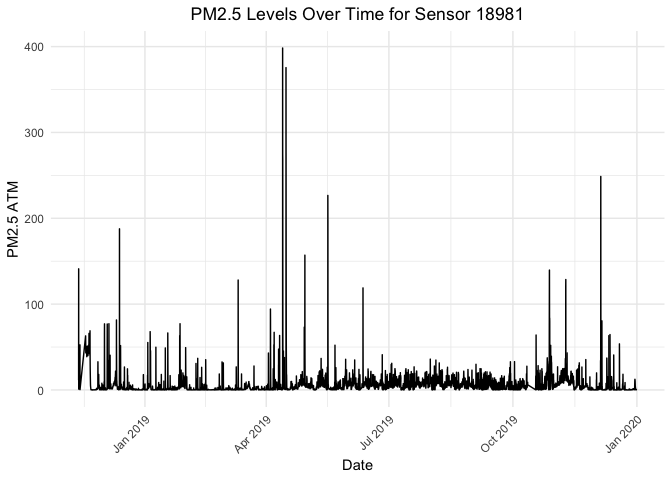 PM2.5 Levels Over Time for Sensor 18981
400
300
200
100
0
PM2.5 ATM
Jan 2019
Apr 2019
Jul 2019
Oct 2019
Jan 2020
Date